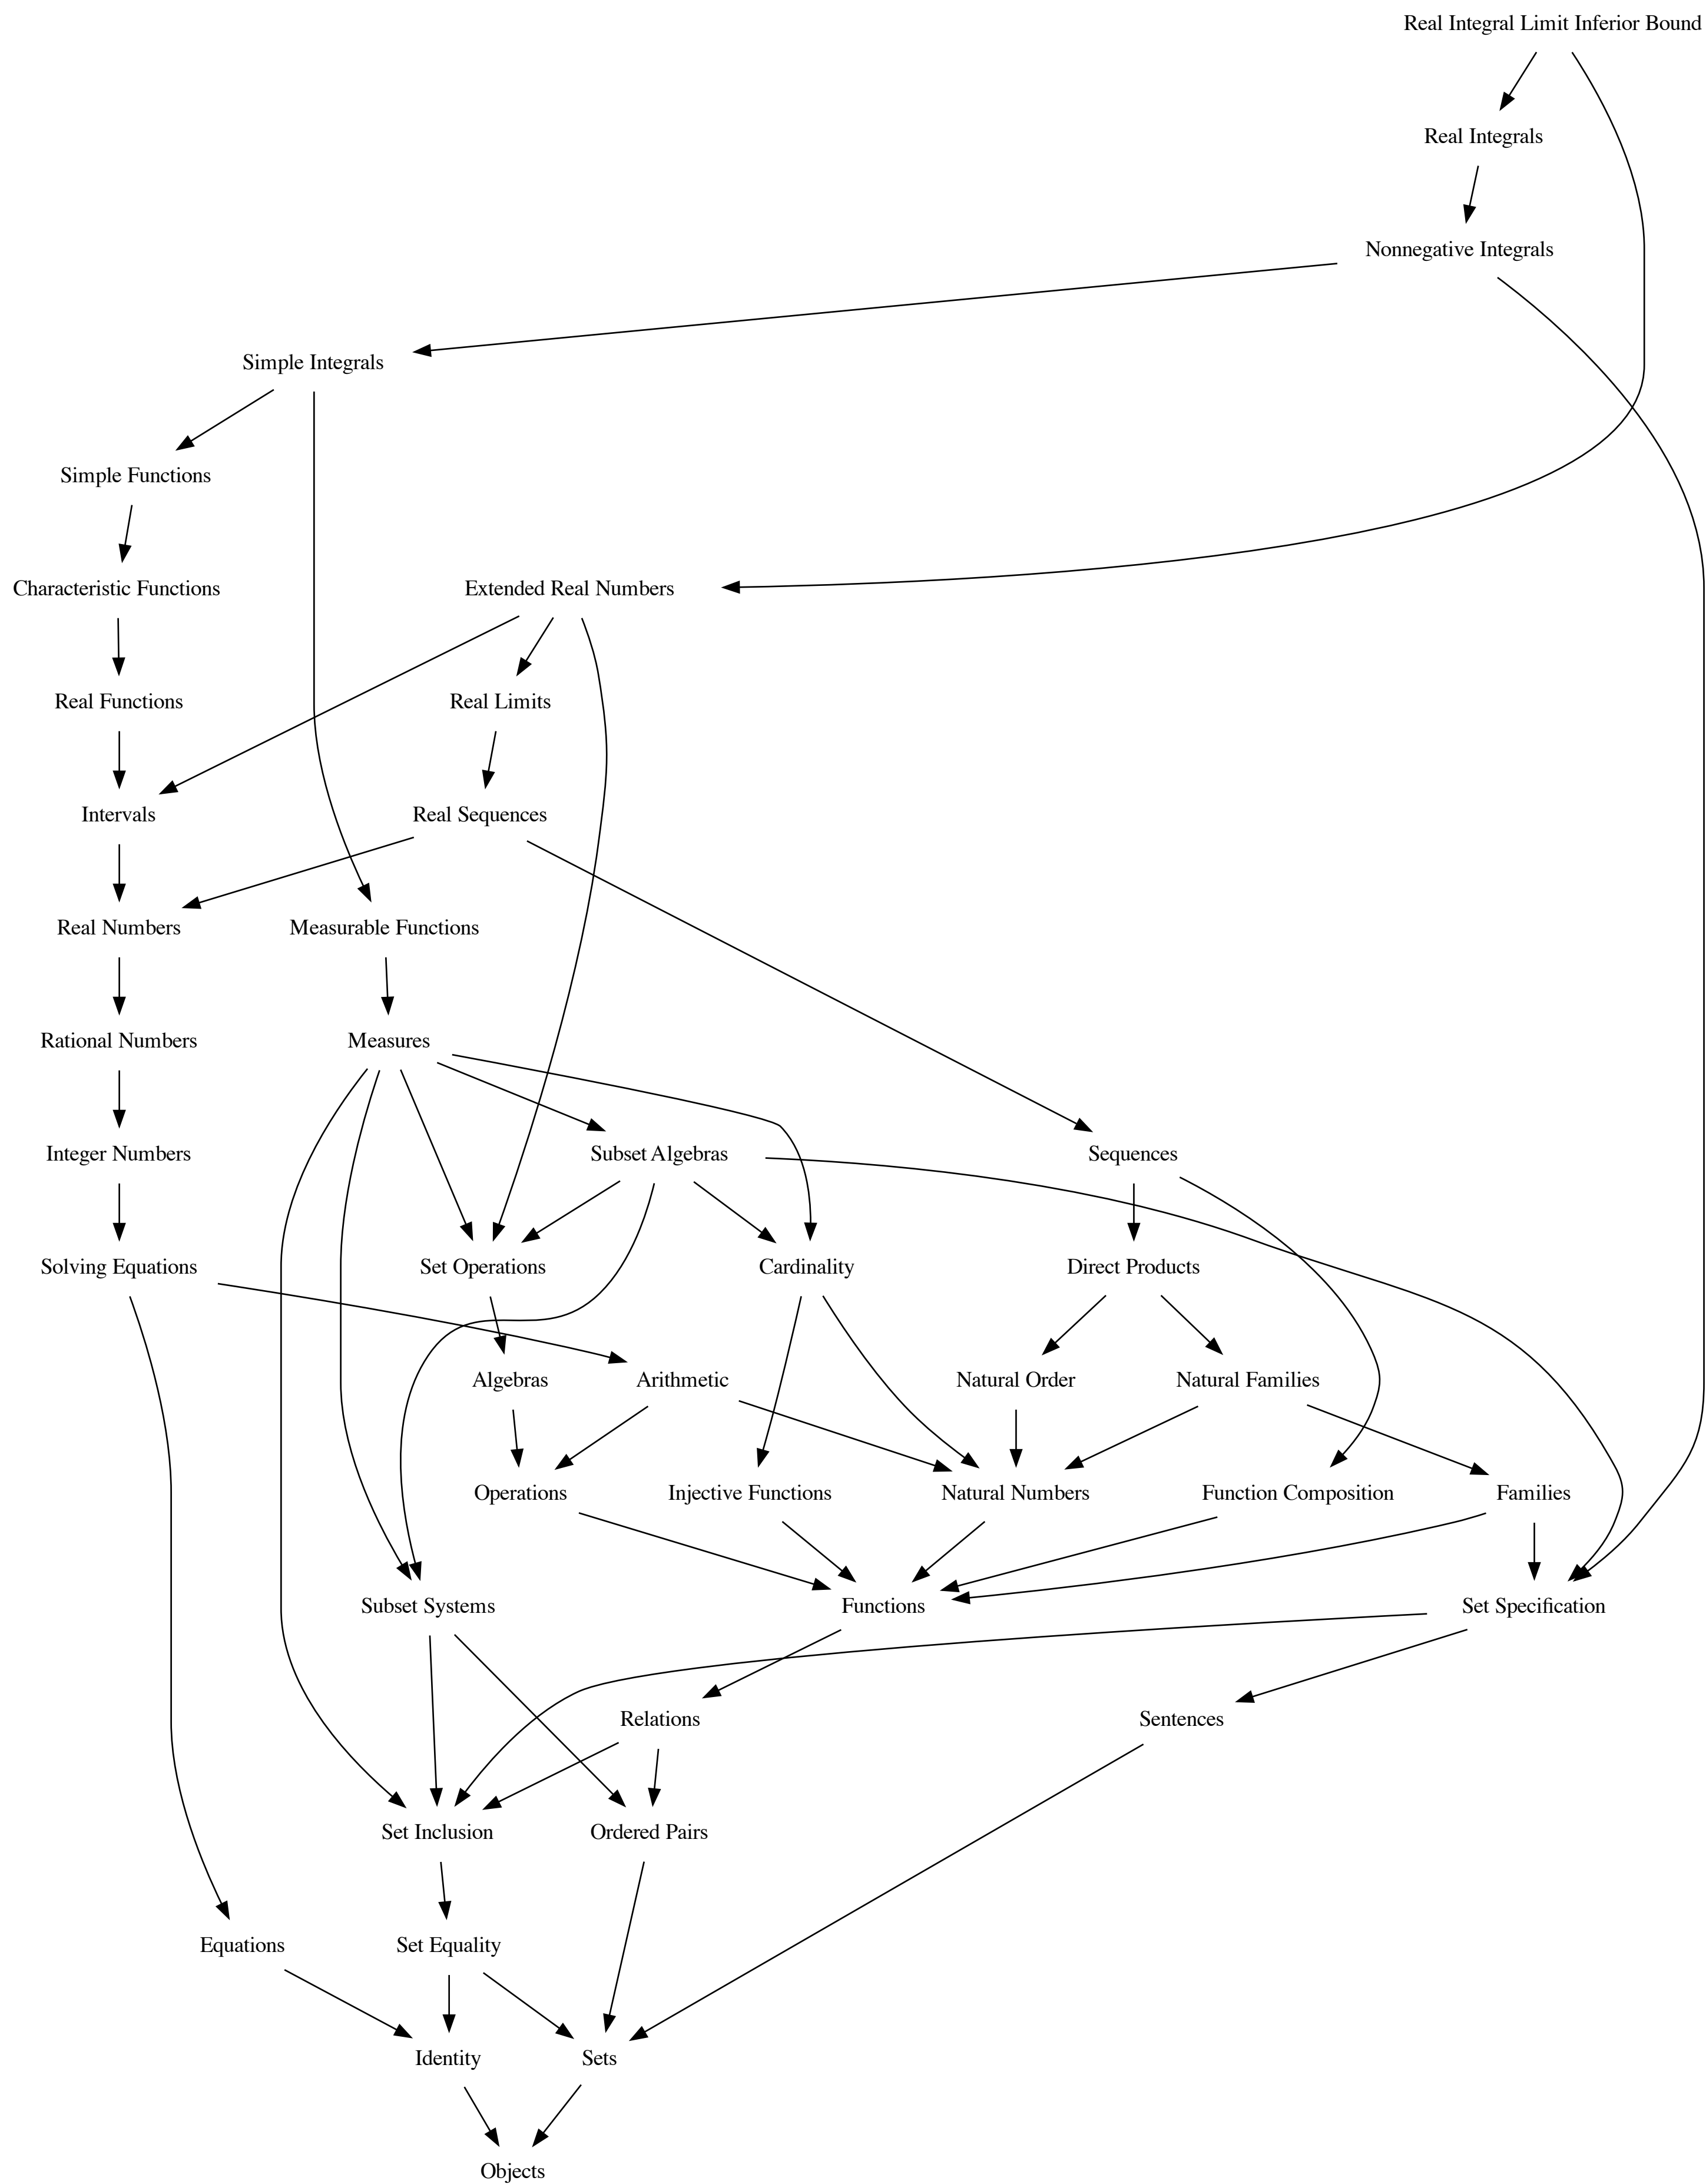 Real Integral Limit Inferior Bound
Real Integrals
Nonnegative Integrals
Simple Integrals
Simple Functions
Characteristic Functions
Extended Real Numbers
Real Functions
Real Limits
Intervals
Real Sequences
Real Numbers
Measurable Functions
Rational Numbers
Measures
Integer Numbers
Subset Algebras
Sequences
Solving Equations
Set Operations
Cardinality
Direct Products
Algebras
Arithmetic
Natural Order
Natural Families
Operations
Injective Functions
Natural Numbers
Function Composition
Families
Subset Systems
Functions
Set Specification
Relations
Sentences
Set Inclusion
Ordered Pairs
Equations
Set Equality
Identity
Sets
Objects